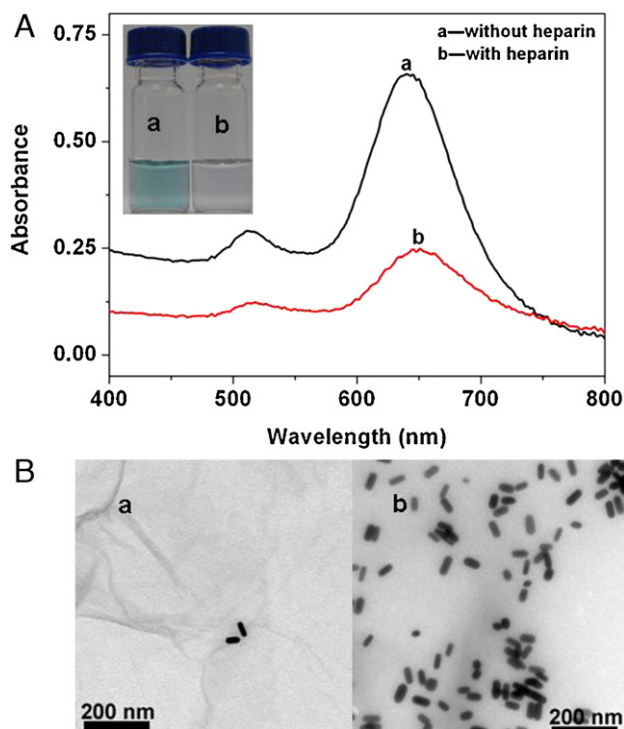 A
a—without heparin
b—with heparin
0.75
0.50
0.25
0.00
Absorbance
a
b
a
b
400
500
600
700
800
Wavelength (nm)
B
a
b
200 nm
200 nm